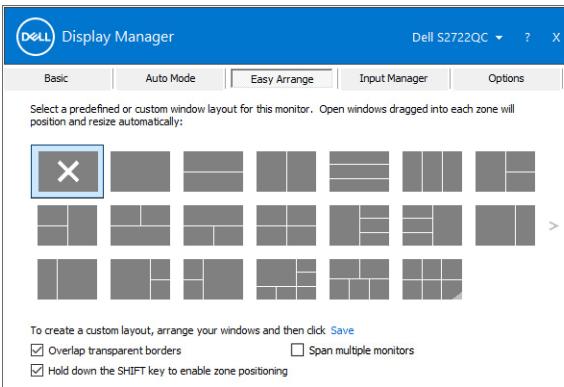 DELL Display Manager Dell S2722QC ? X
Basic Auto Mode Easy Arrange Input Manager Options
Select a predefined or custom window layout for this monitor. Open windows dragged into each zone will
position and resize automatically:
>
To create a custom layout, arrange your windows and then click Save
Overlap transparent borders Span multiple monitors
Hold down the SHIFT key to enable zone positioning